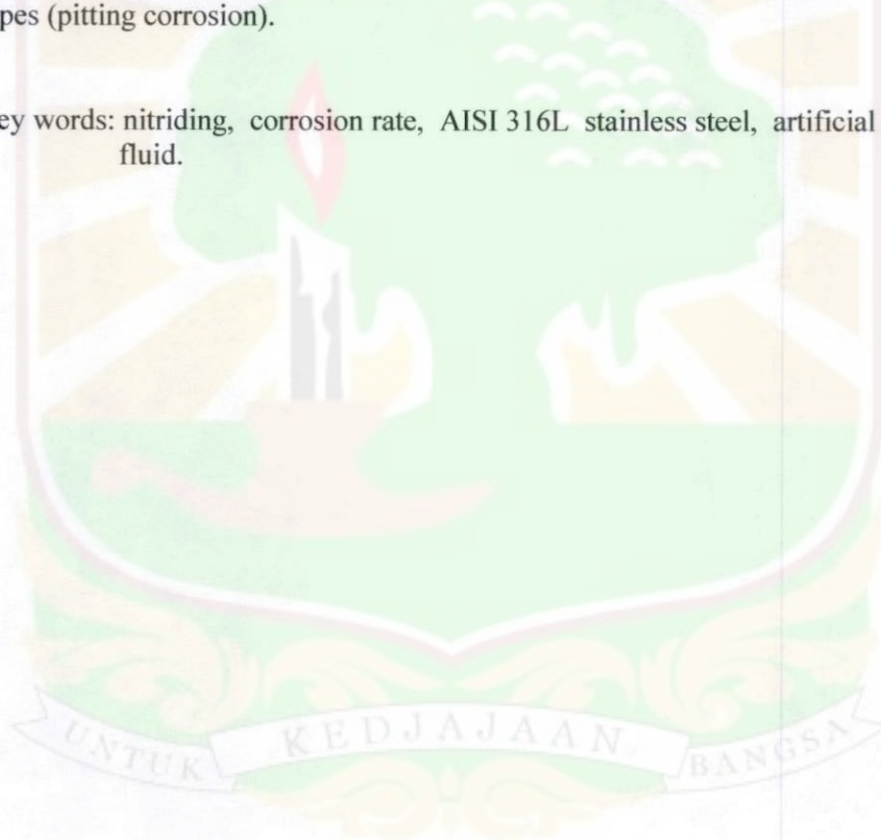 pes (pitting corrosion).
ey words: nitriding, corrosion rate, AISI 316L stainless steel, artificial
fluid.
UNTUK KEDJAJAAN BANGSA